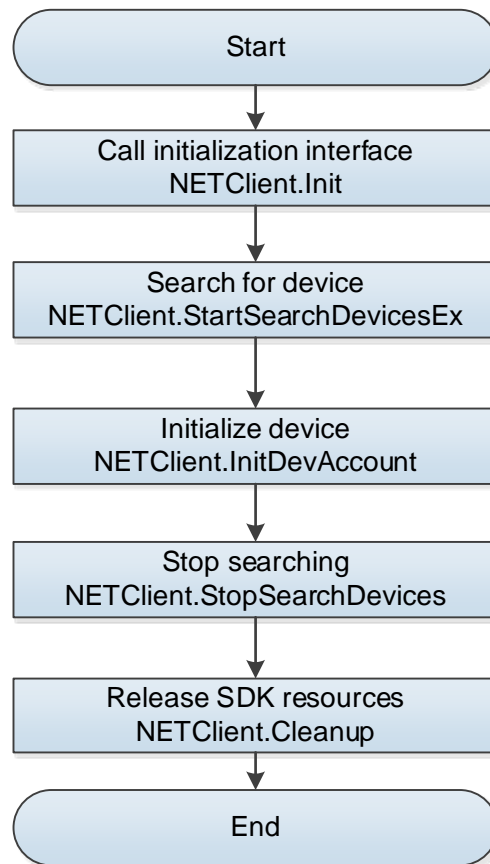 Start
Call initialization interface
NETClient.Init
Search for device
NETClient.StartSearchDevicesEx
Initialize device
NETClient.InitDevAccount
Stop searching
NETClient.StopSearchDevices
Release SDK resources
NETClient.Cleanup
End